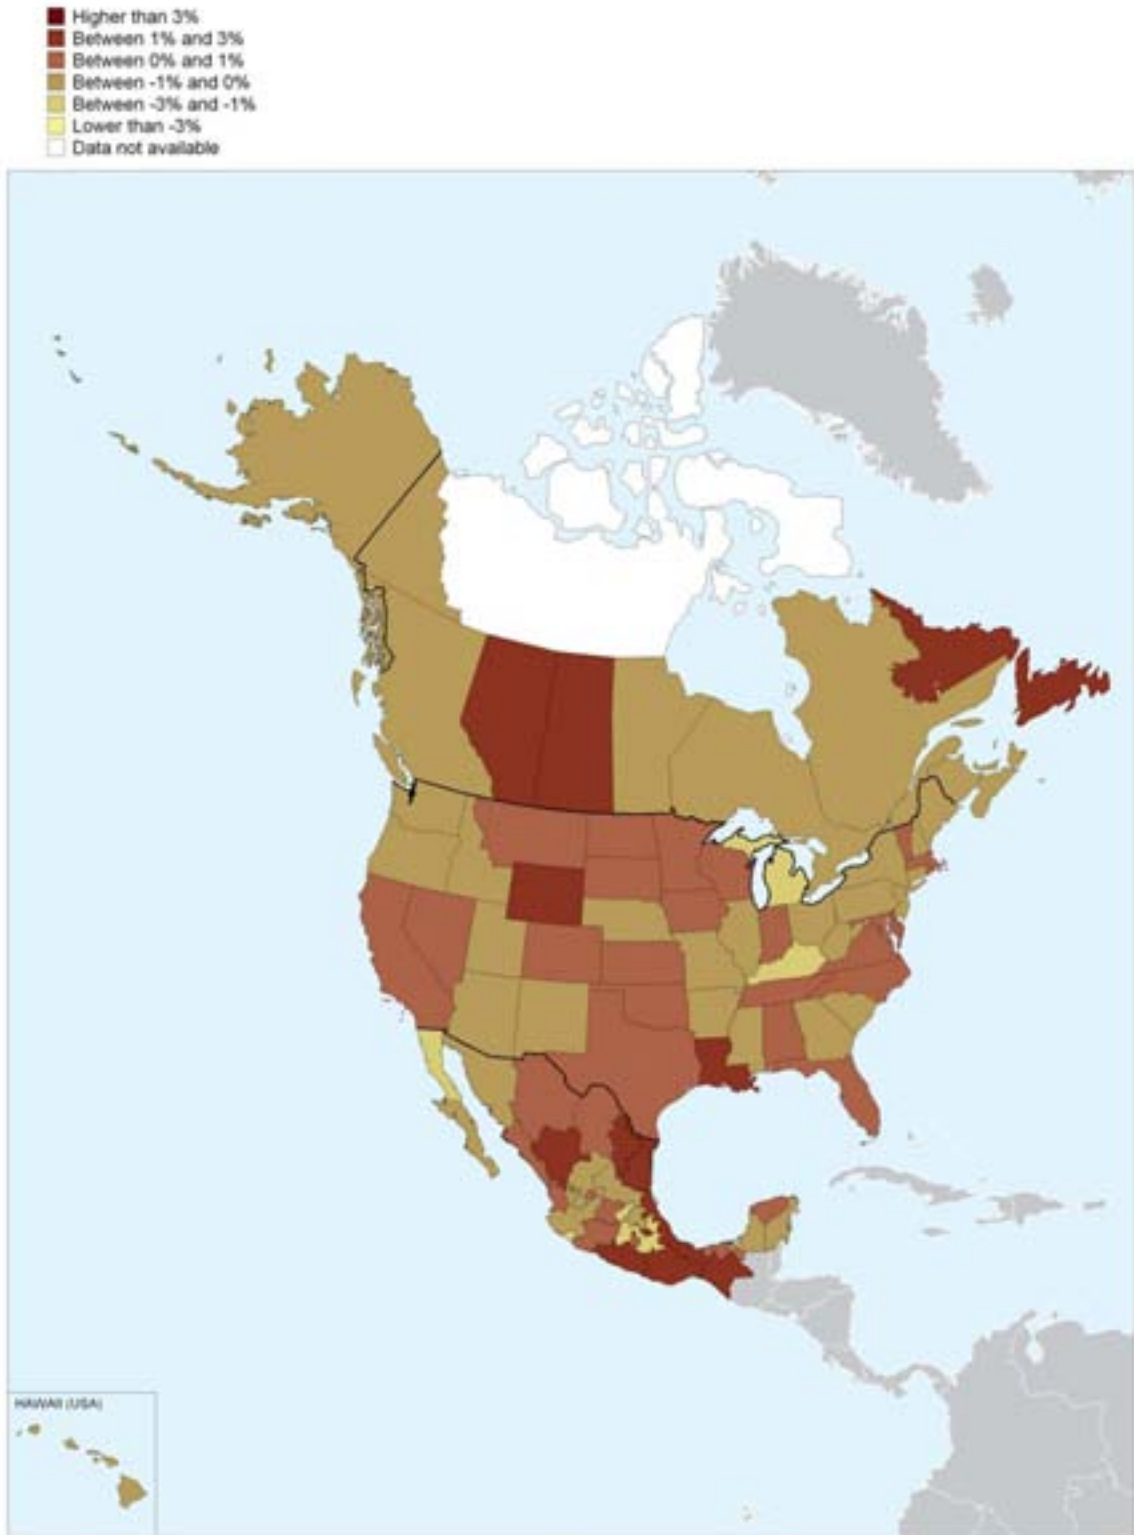 Higher than 3%
Between 1% and 3%
Between 0% and 1%
Between -1% and 0%
Between -3% and -1%
Lower than -3%
Data not available
HAWAII (USA)